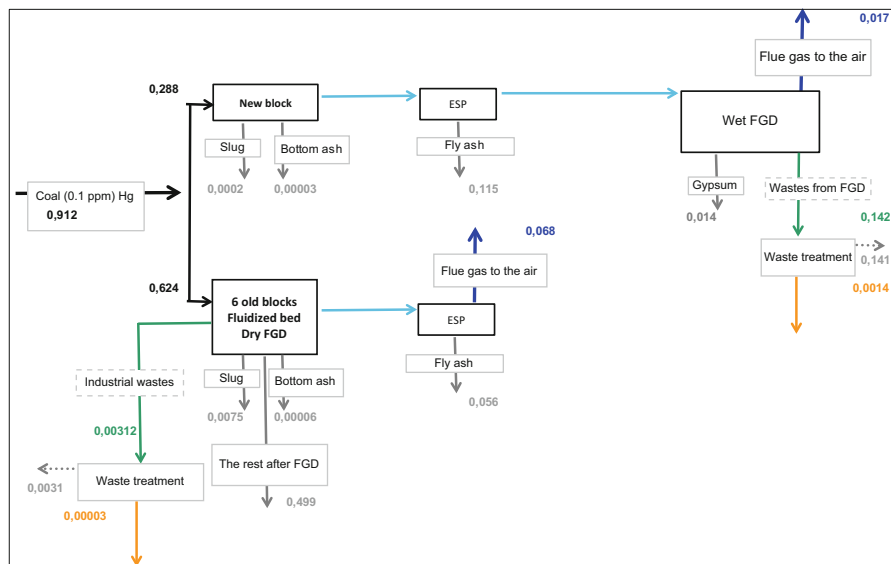 0,017
Flue gas to the air
0,288
New block
ESP
Wet FGD
Slug
Bottom ash
Fly ash
0,0002
0,00003
0,115
Gypsum
Wastes from FGD
0,014
0,142
Coal (0.1 ppm) Hg
0,912
0,068
Waste treatment
0,141
Flue gas to the air
0,0014
0,624
6 old blocks
Fluidized bed
Dry FGD
ESP
Industrial wastes
Slug
Bottom ash
Fly ash
0,0075
0,00006
0,056
0,00312
The rest after FGD
Waste treatment
0,0031
0,499
0,00003